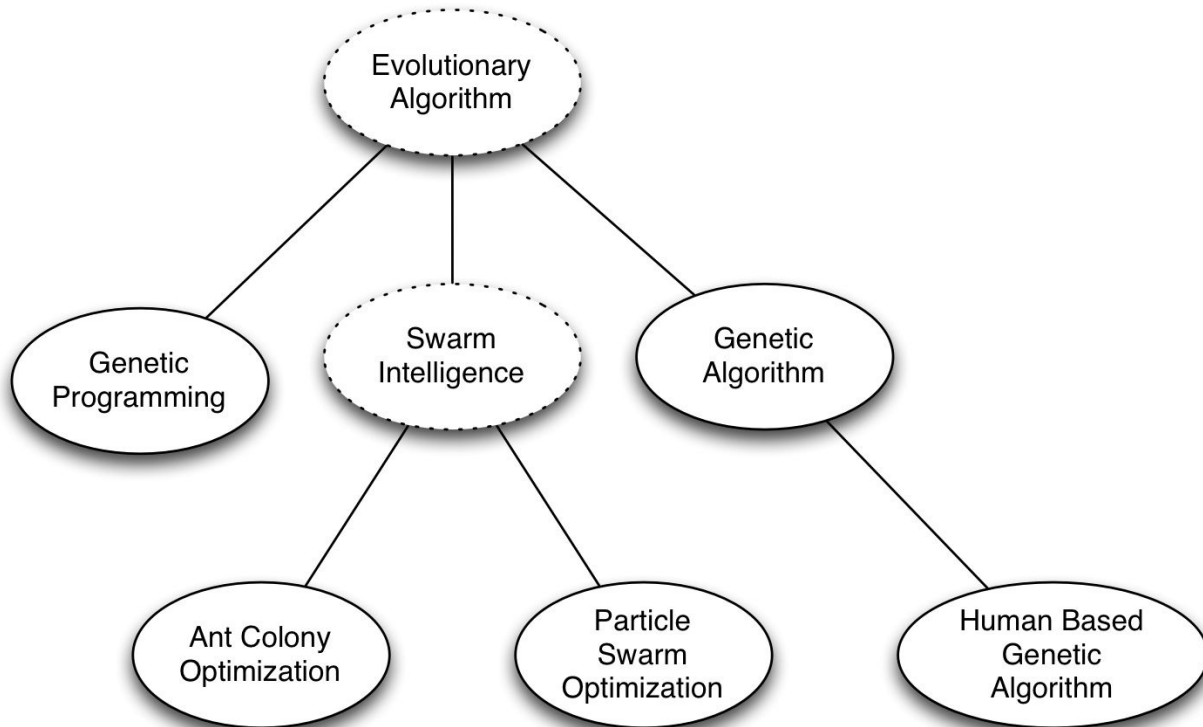 Evolutionary
Algorithm
Genetic
Programming
Swarm
Intelligence
Genetic
Algorithm
Ant Colony
Optimization
Particle
Swarm
Optimization
Human Based
Genetic
Algorithm